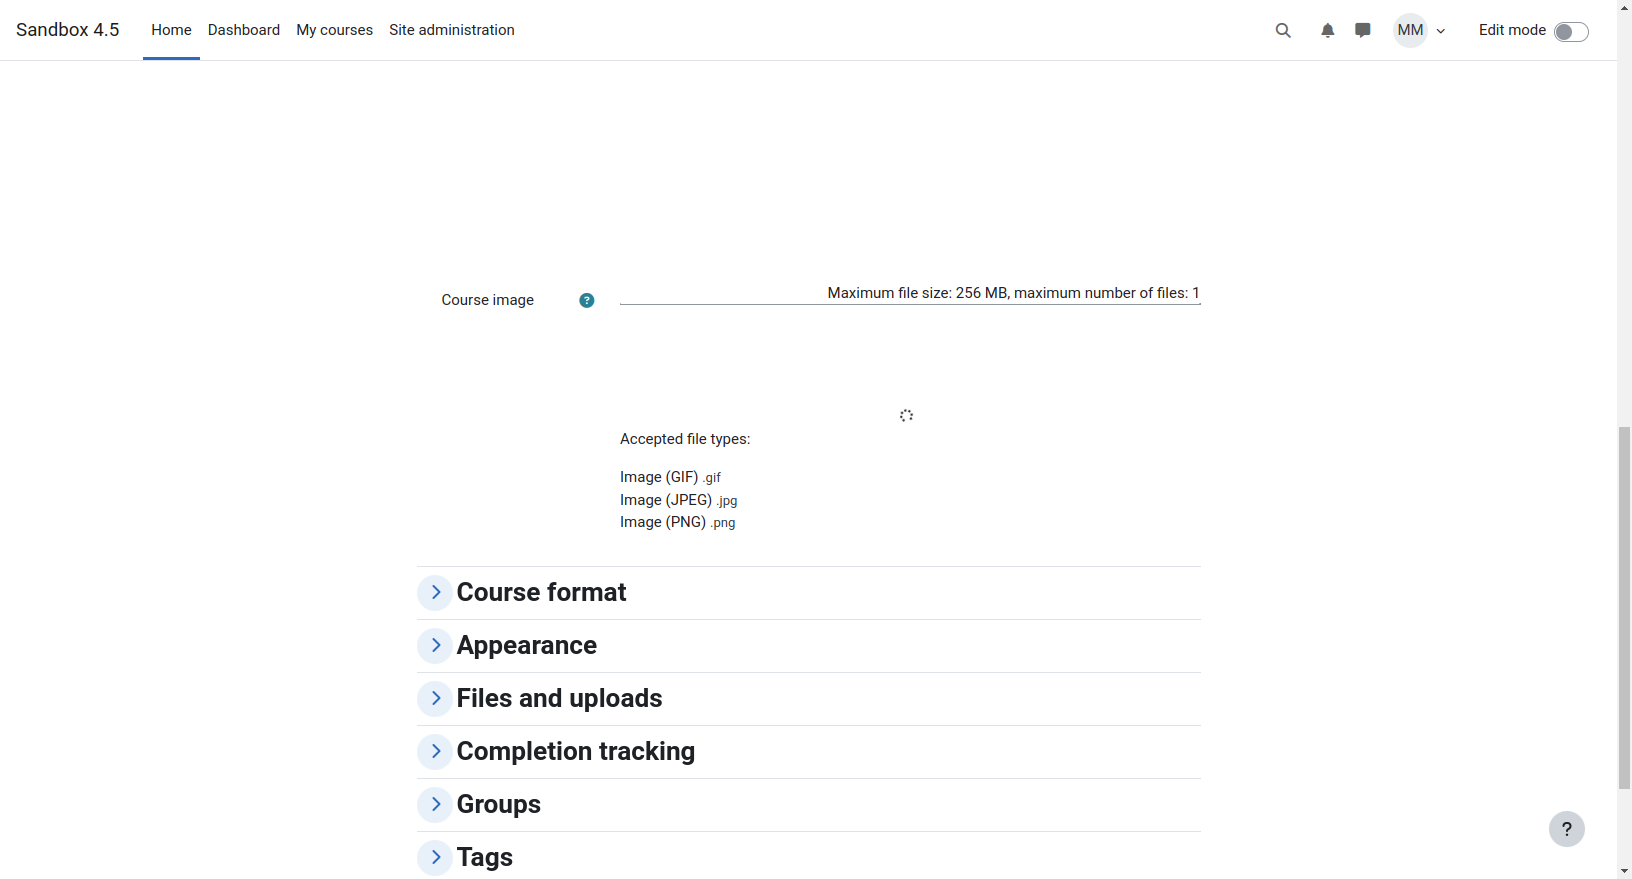 Sandbox 4.5 Home Dashboard My courses Site administration MM Edit mode
Course image ? Maximum file size: 256 MB, maximum number of files: 1
Accepted file types:
Image (GIF) .gif
Image (JPEG) .jpg
Image (PNG) .png
Course format
Appearance
Files and uploads
Completion tracking
Groups
?
Tags